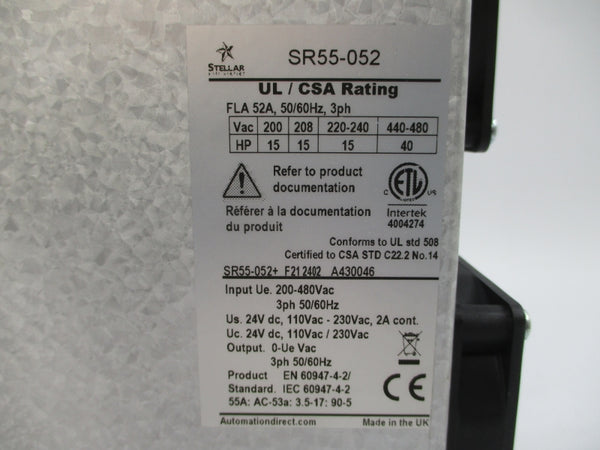 STELLAR
SR55-052
UL / CSA Rating
FLA 52A, 50/60Hz, 3ph
Vac 200 208 220-240 440-480
HP 15 15 15 40
Refer to product
documentation
Référer à la documentation
du produit
C ETL US
Intertek
4004274
Conforms to UL std 508
Certified to CSA STD C22.2 No.14
SR55-052+ F21 2402 A430046
Input Ue. 200-480Vac
3ph 50/60Hz
Us. 24V dc, 110Vac - 230Vac, 2A cont.
Uc. 24V dc, 110Vac / 230Vac
Output. 0-Ue Vac
3ph 50/60Hz
Product EN 60947-4-2/
Standard. IEC 60947-4-2
55A: AC-53a: 3.5-17: 90-5
CE
Automationdirect.com Made in the UK